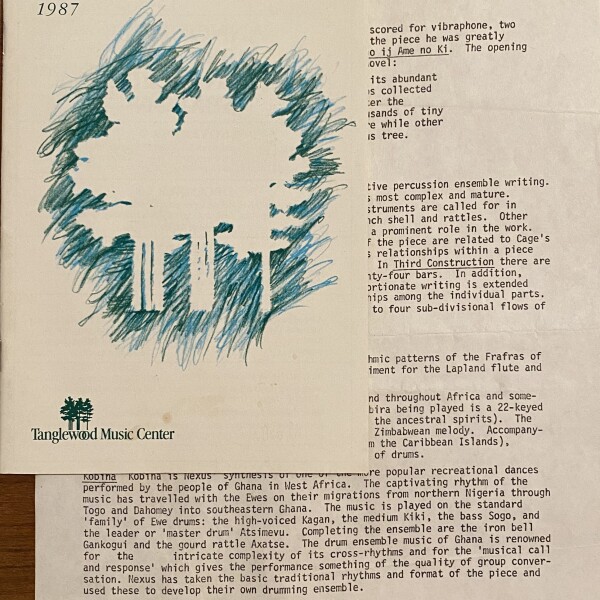 1987
Tanglewood Music Center
scored for vibraphone, two
the piece he was greatly
o ij Ame no Ki. The opening
ovel:
its abundant
s collected
er the
usands of tiny
e while other
us tree.
tive percussion ensemble writing.
s most complex and mature.
struments are called for in
nch shell and rattles. Other
a prominent role in the work.
f the piece are related to Cage's
s relationships within a piece
In Third Construction there are
nty-four bars. In addition,
ortionate writing is extended
hips among the individual parts.
to four sub-divisional flows of
hmic patterns of the Frafras of
iment for the Lapland flute and
nd throughout Africa and some-
bira being played is a 22-keyed
the ancestral spirits). The
Zimbabwean melody. Accompany-
m the Caribbean Islands),
of drums.
Kobina Kobina is Nexus' synthesis of one of the more popular recreational dances
performed by the people of Ghana in West Africa. The captivating rhythm of the
music has travelled with the Ewes on their migrations from northern Nigeria through
Togo and Dahomey into southeastern Ghana. The music is played on the standard
'family' of Ewe drums: the high-voiced Kagan, the medium Kiki, the bass Sogo, and
the leader or 'master drum' Atsimevu. Completing the ensemble are the iron bell
Gankogui and the gourd rattle Axatse. The drum ensemble music of Ghana is renowned
for the intricate complexity of its cross-rhythms and for the 'musical call
and response' which gives the performance something of the quality of group conver-
sation. Nexus has taken the basic traditional rhythms and format of the piece and
used these to develop their own drumming ensemble.